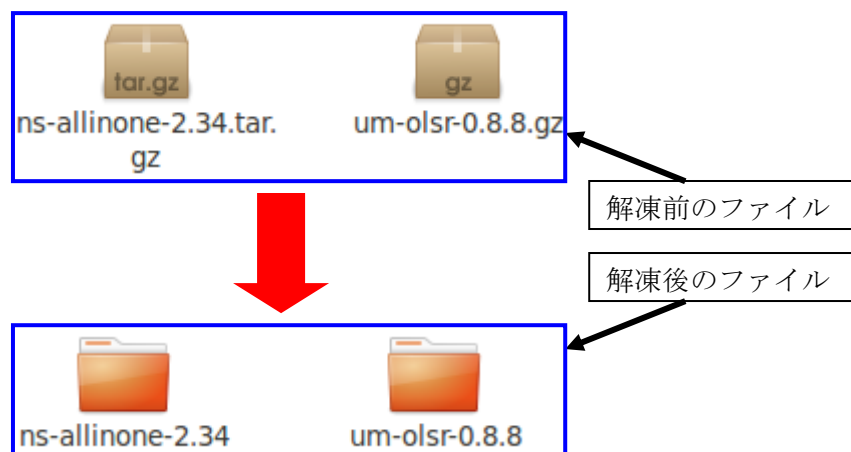 tar.gz
gz
ns-allinone-2.34.tar.
gz
um-olsr-0.8.8.gz
解凍前のファイル
解凍後のファイル
ns-allinone-2.34
um-olsr-0.8.8